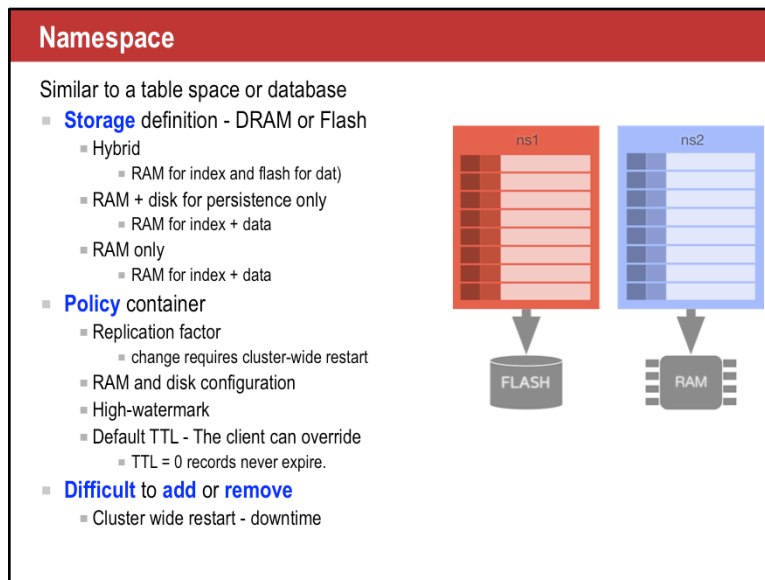 Namespace
Similar to a table space or database
Storage definition - DRAM or Flash
Hybrid
RAM for index and flash for dat)
RAM + disk for persistence only
RAM for index + data
RAM only
RAM for index + data
Policy container
Replication factor
change requires cluster-wide restart
RAM and disk configuration
High-watermark
Default TTL - The client can override
TTL = 0 records never expire.
Difficult to add or remove
Cluster wide restart - downtime
ns1
ns2
FLASH
RAM